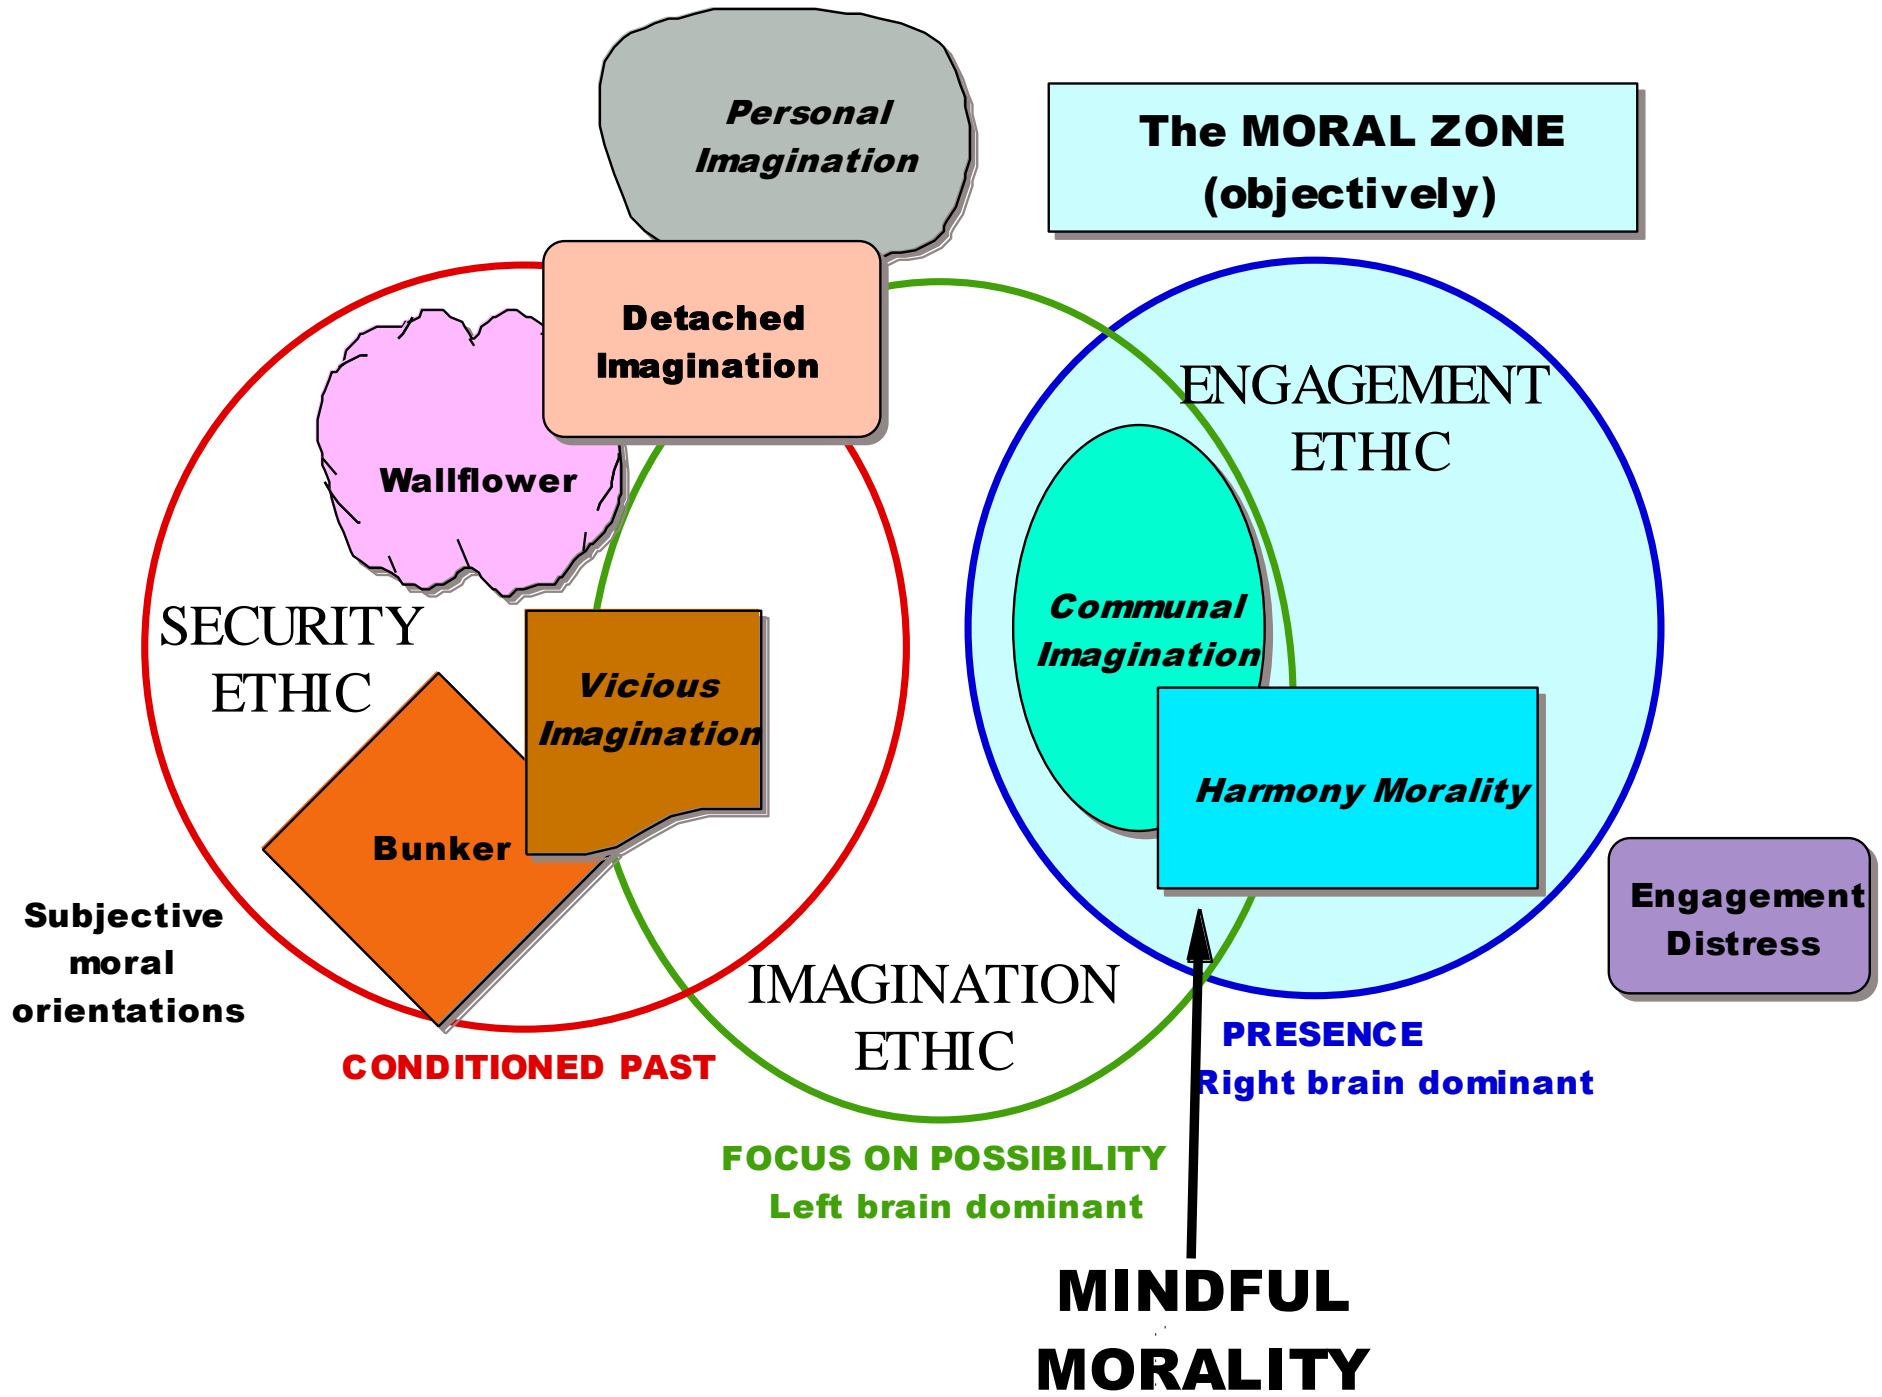 Personal
Imagination
The MORAL ZONE
(objectively)
Detached
Imagination
ENGAGEMENT
ETHIC
Wallflower
SECURITY
ETHIC
Communal
Imagination
Vicious
Imagination
Harmony Morality
Bunker
Engagement
Distress
Subjective
moral
orientations
IMAGINATION
ETHIC
CONDITIONED PAST
PRESENCE
Right brain dominant
FOCUS ON POSSIBILITY
Left brain dominant
MINDFUL
MORALITY